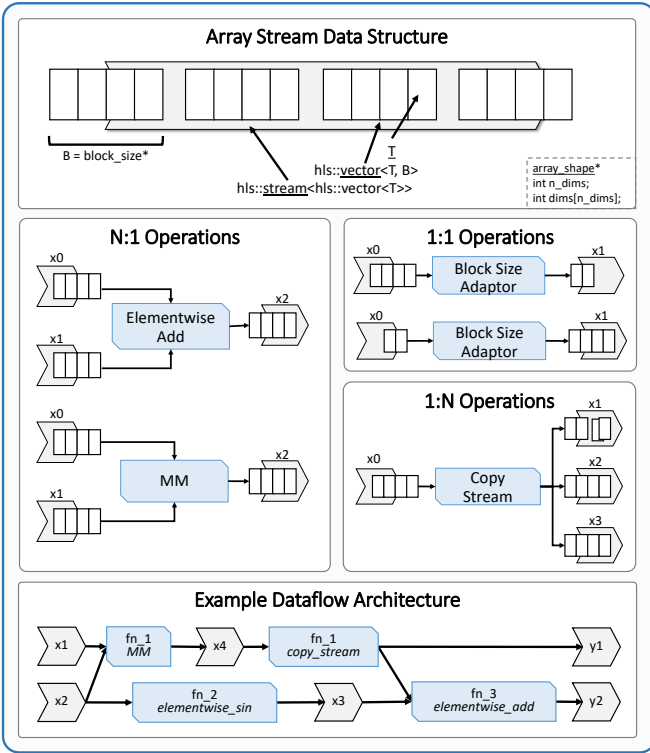 Array Stream Data Structure
B = block_size*
T
hls::vector<T, B>
hls::stream<hls::vector<T>>
array_shape*
int n_dims;
int dims[n_dims];
N:1 Operations
x0
x1
Elementwise
Add
x2
x0
x1
MM
x2
1:1 Operations
x0
Block Size
Adaptor
x1
x0
Block Size
Adaptor
x1
1:N Operations
x0
Copy
Stream
x1
x2
x3
Example Dataflow Architecture
x1
fn_1
MM
x4
fn_1
copy_stream
y1
x2
fn_2
elementwise_sin
x3
fn_3
elementwise_add
y2